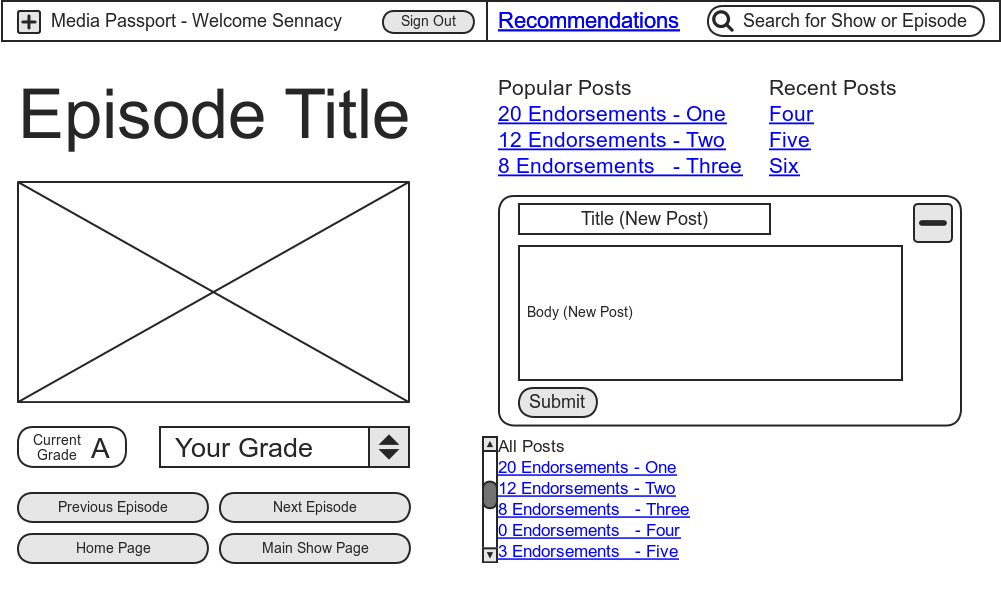 Media Passport - Welcome Sennacy
Sign Out
Recommendations
Search for Show or Episode
Episode Title
Popular Posts
20 Endorsements - One
12 Endorsements - Two
8 Endorsements - Three
Recent Posts
Four
Five
Six
Title (New Post)
Body (New Post)
Submit
Current
Grade
A
Your Grade
Previous Episode
Next Episode
Home Page
Main Show Page
All Posts
20 Endorsements - One
12 Endorsements - Two
8 Endorsements - Three
0 Endorsements - Four
3 Endorsements - Five